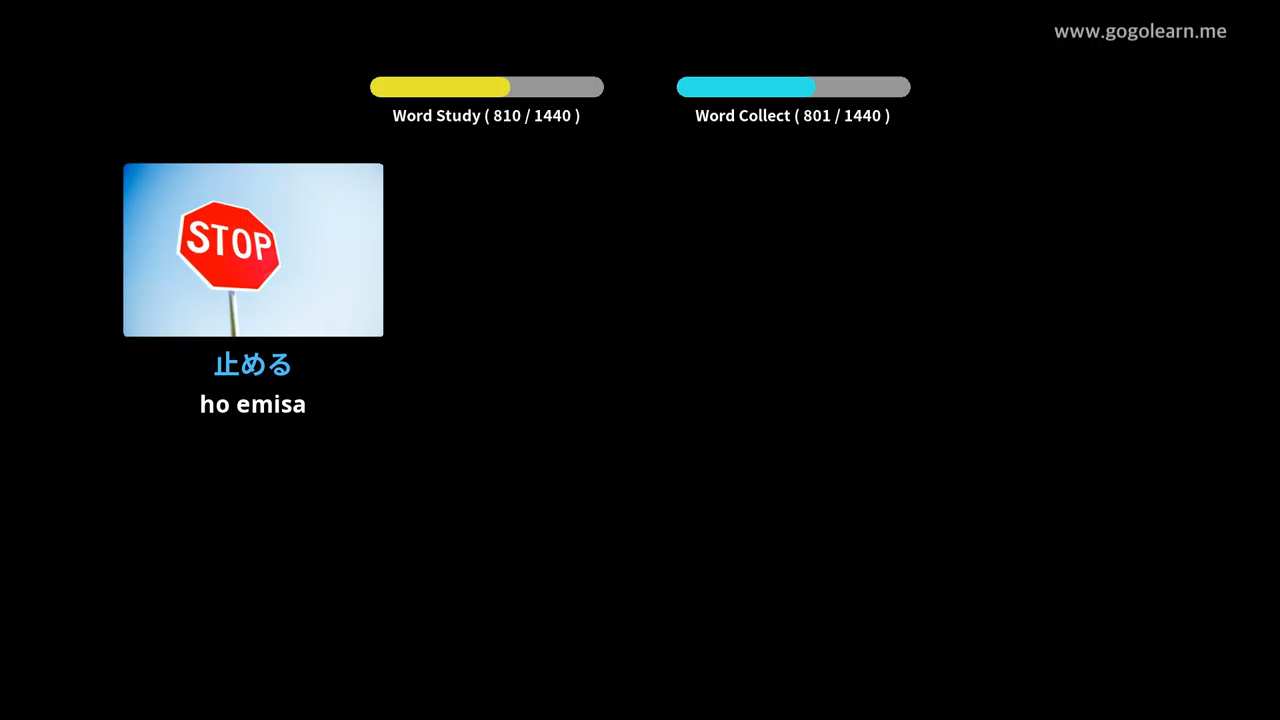 www.gogolearn.me
Word Study ( 810 / 1440 )
Word Collect ( 801 / 1440 )
STOP
止める
ho emisa